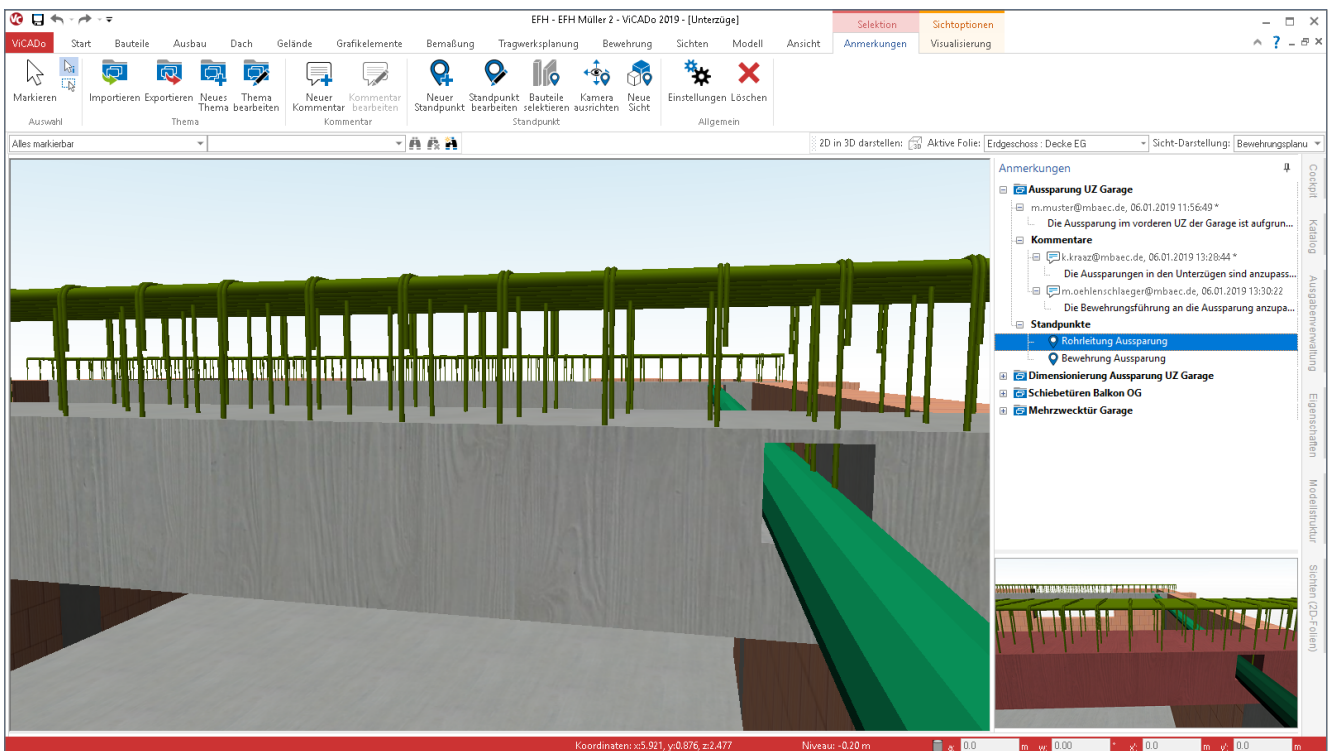 EFH - EFH Müller 2 - ViCADo 2019 - [Unterzüge]
Selektion
Sichtoptionen
ViCADo Start Bauteile Ausbau Dach Gelände Grafikelemente Bemaßung Tragwerksplanung Bewehrung Sichten Modell Ansicht Anmerkungen Visualisierung
Markieren
Importieren
Exportieren
Neues Thema
Thema bearbeiten
Neuer Kommentar
Kommentar bearbeiten
Neuer Standpunkt
Standpunkt bearbeiten
Bauteile selektieren
Kamera ausrichten
Neue Sicht
Einstellungen
Löschen
Auswahl Thema Kommentar Standpunkt Allgemein
Alles markierbar
2D in 3D darstellen: Aktive Folie: Erdgeschoss : Decke EG Sicht-Darstellung: Bewehrungsplanu
Anmerkungen
Aussparung UZ Garage
m.muster@mbaec.de, 06.01.2019 11:56:49 *
Die Aussparung im vorderen UZ der Garage ist aufgrun...
Kommentare
k.kraaz@mbaec.de, 06.01.2019 13:28:44 *
Die Aussparungen in den Unterzügen sind anzupass...
m.oehlenschlaeger@mbaec.de, 06.01.2019 13:30:22
Die Bewehrungsführung an die Aussparung anzupa...
Standpunkte
Rohrleitung Aussparung
Bewehrung Aussparung
Dimensionierung Aussparung UZ Garage
Schiebetüren Balkon OG
Mehrzwecktür Garage
Cockpit
Katalog
Ausgabenverwaltung
Eigenschaften
Modellstruktur
Sichten (2D-Folien)
Koordinaten: x:5.921, y:0.876, z:2.477 Niveau: -0.20 m a: 0.0 m w: 0.00 ° x': 0.0 m y': 0.0 m